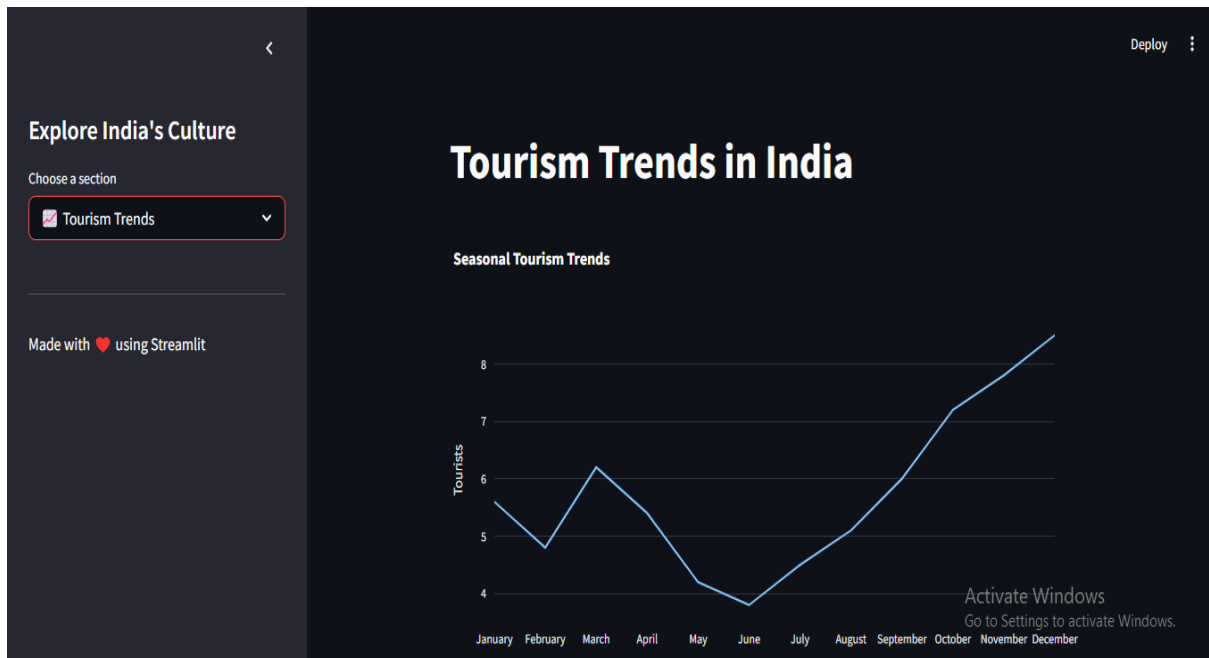 Deploy
Explore India's Culture
Choose a section
Tourism Trends
Made with ❤ using Streamlit
Tourism Trends in India
Seasonal Tourism Trends
8
7
6
5
4
Tourists
January February March April May June July August September October November December
Activate Windows
Go to Settings to activate Windows.